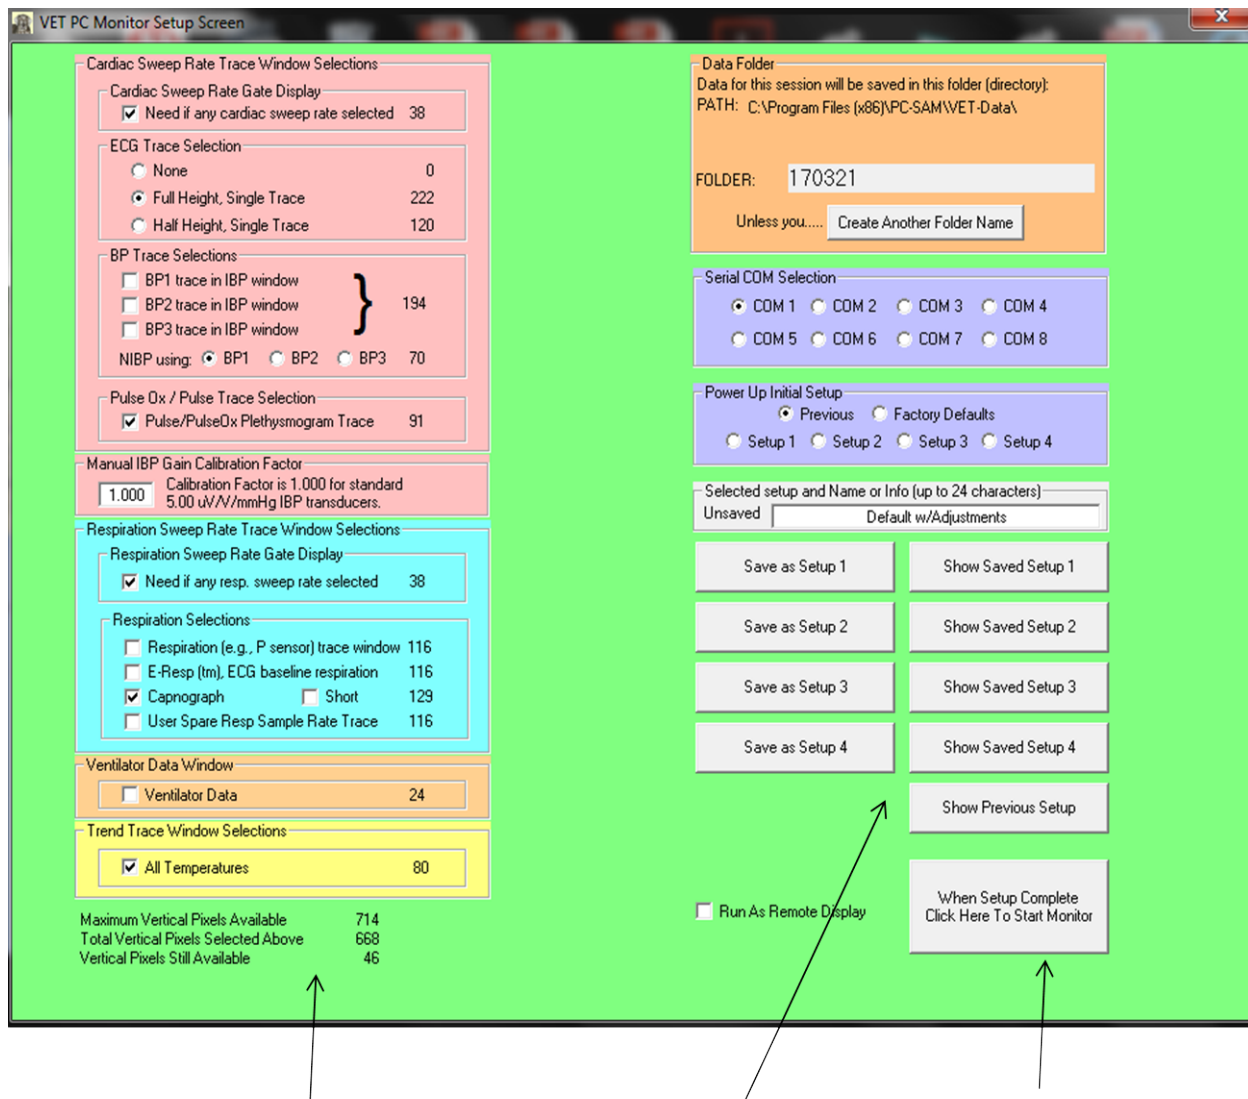 VET PC Monitor Setup Screen
Cardiac Sweep Rate Trace Window Selections
Cardiac Sweep Rate Gate Display
Need if any cardiac sweep rate selected 38
ECG Trace Selection
None 0
Full Height, Single Trace 222
Half Height, Single Trace 120
BP Trace Selections
BP1 trace in IBP window
BP2 trace in IBP window } 194
BP3 trace in IBP window
NIBP using: BP1 BP2 BP3 70
Pulse Ox / Pulse Trace Selection
Pulse/PulseOx Plethysmogram Trace 91
Manual IBP Gain Calibration Factor
1.000 Calibration Factor is 1.000 for standard
5.00 uV/V/mmHg IBP transducers.
Respiration Sweep Rate Trace Window Selections
Respiration Sweep Rate Gate Display
Need if any resp. sweep rate selected 38
Respiration Selections
Respiration (e.g., P sensor) trace window 116
E-Resp (tm), ECG baseline respiration 116
Capnograph Short 129
User Spare Resp Sample Rate Trace 116
Ventilator Data Window
Ventilator Data 24
Trend Trace Window Selections
All Temperatures 80
Maximum Vertical Pixels Available 714
Total Vertical Pixels Selected Above 668
Vertical Pixels Still Available 46
Data Folder
Data for this session will be saved in this folder (directory):
PATH: C:\Program Files (x86)\PC-SAM\VET-Data\
FOLDER: 170321
Unless you..... Create Another Folder Name
Serial COM Selection
COM 1 COM 2 COM 3 COM 4
COM 5 COM 6 COM 7 COM 8
Power Up Initial Setup
Previous Factory Defaults
Setup 1 Setup 2 Setup 3 Setup 4
Selected setup and Name or Info (up to 24 characters)
Unsaved Default w/Adjustments
Save as Setup 1 Show Saved Setup 1
Save as Setup 2 Show Saved Setup 2
Save as Setup 3 Show Saved Setup 3
Save as Setup 4 Show Saved Setup 4
Show Previous Setup
Run As Remote Display
When Setup Complete
Click Here To Start Monitor